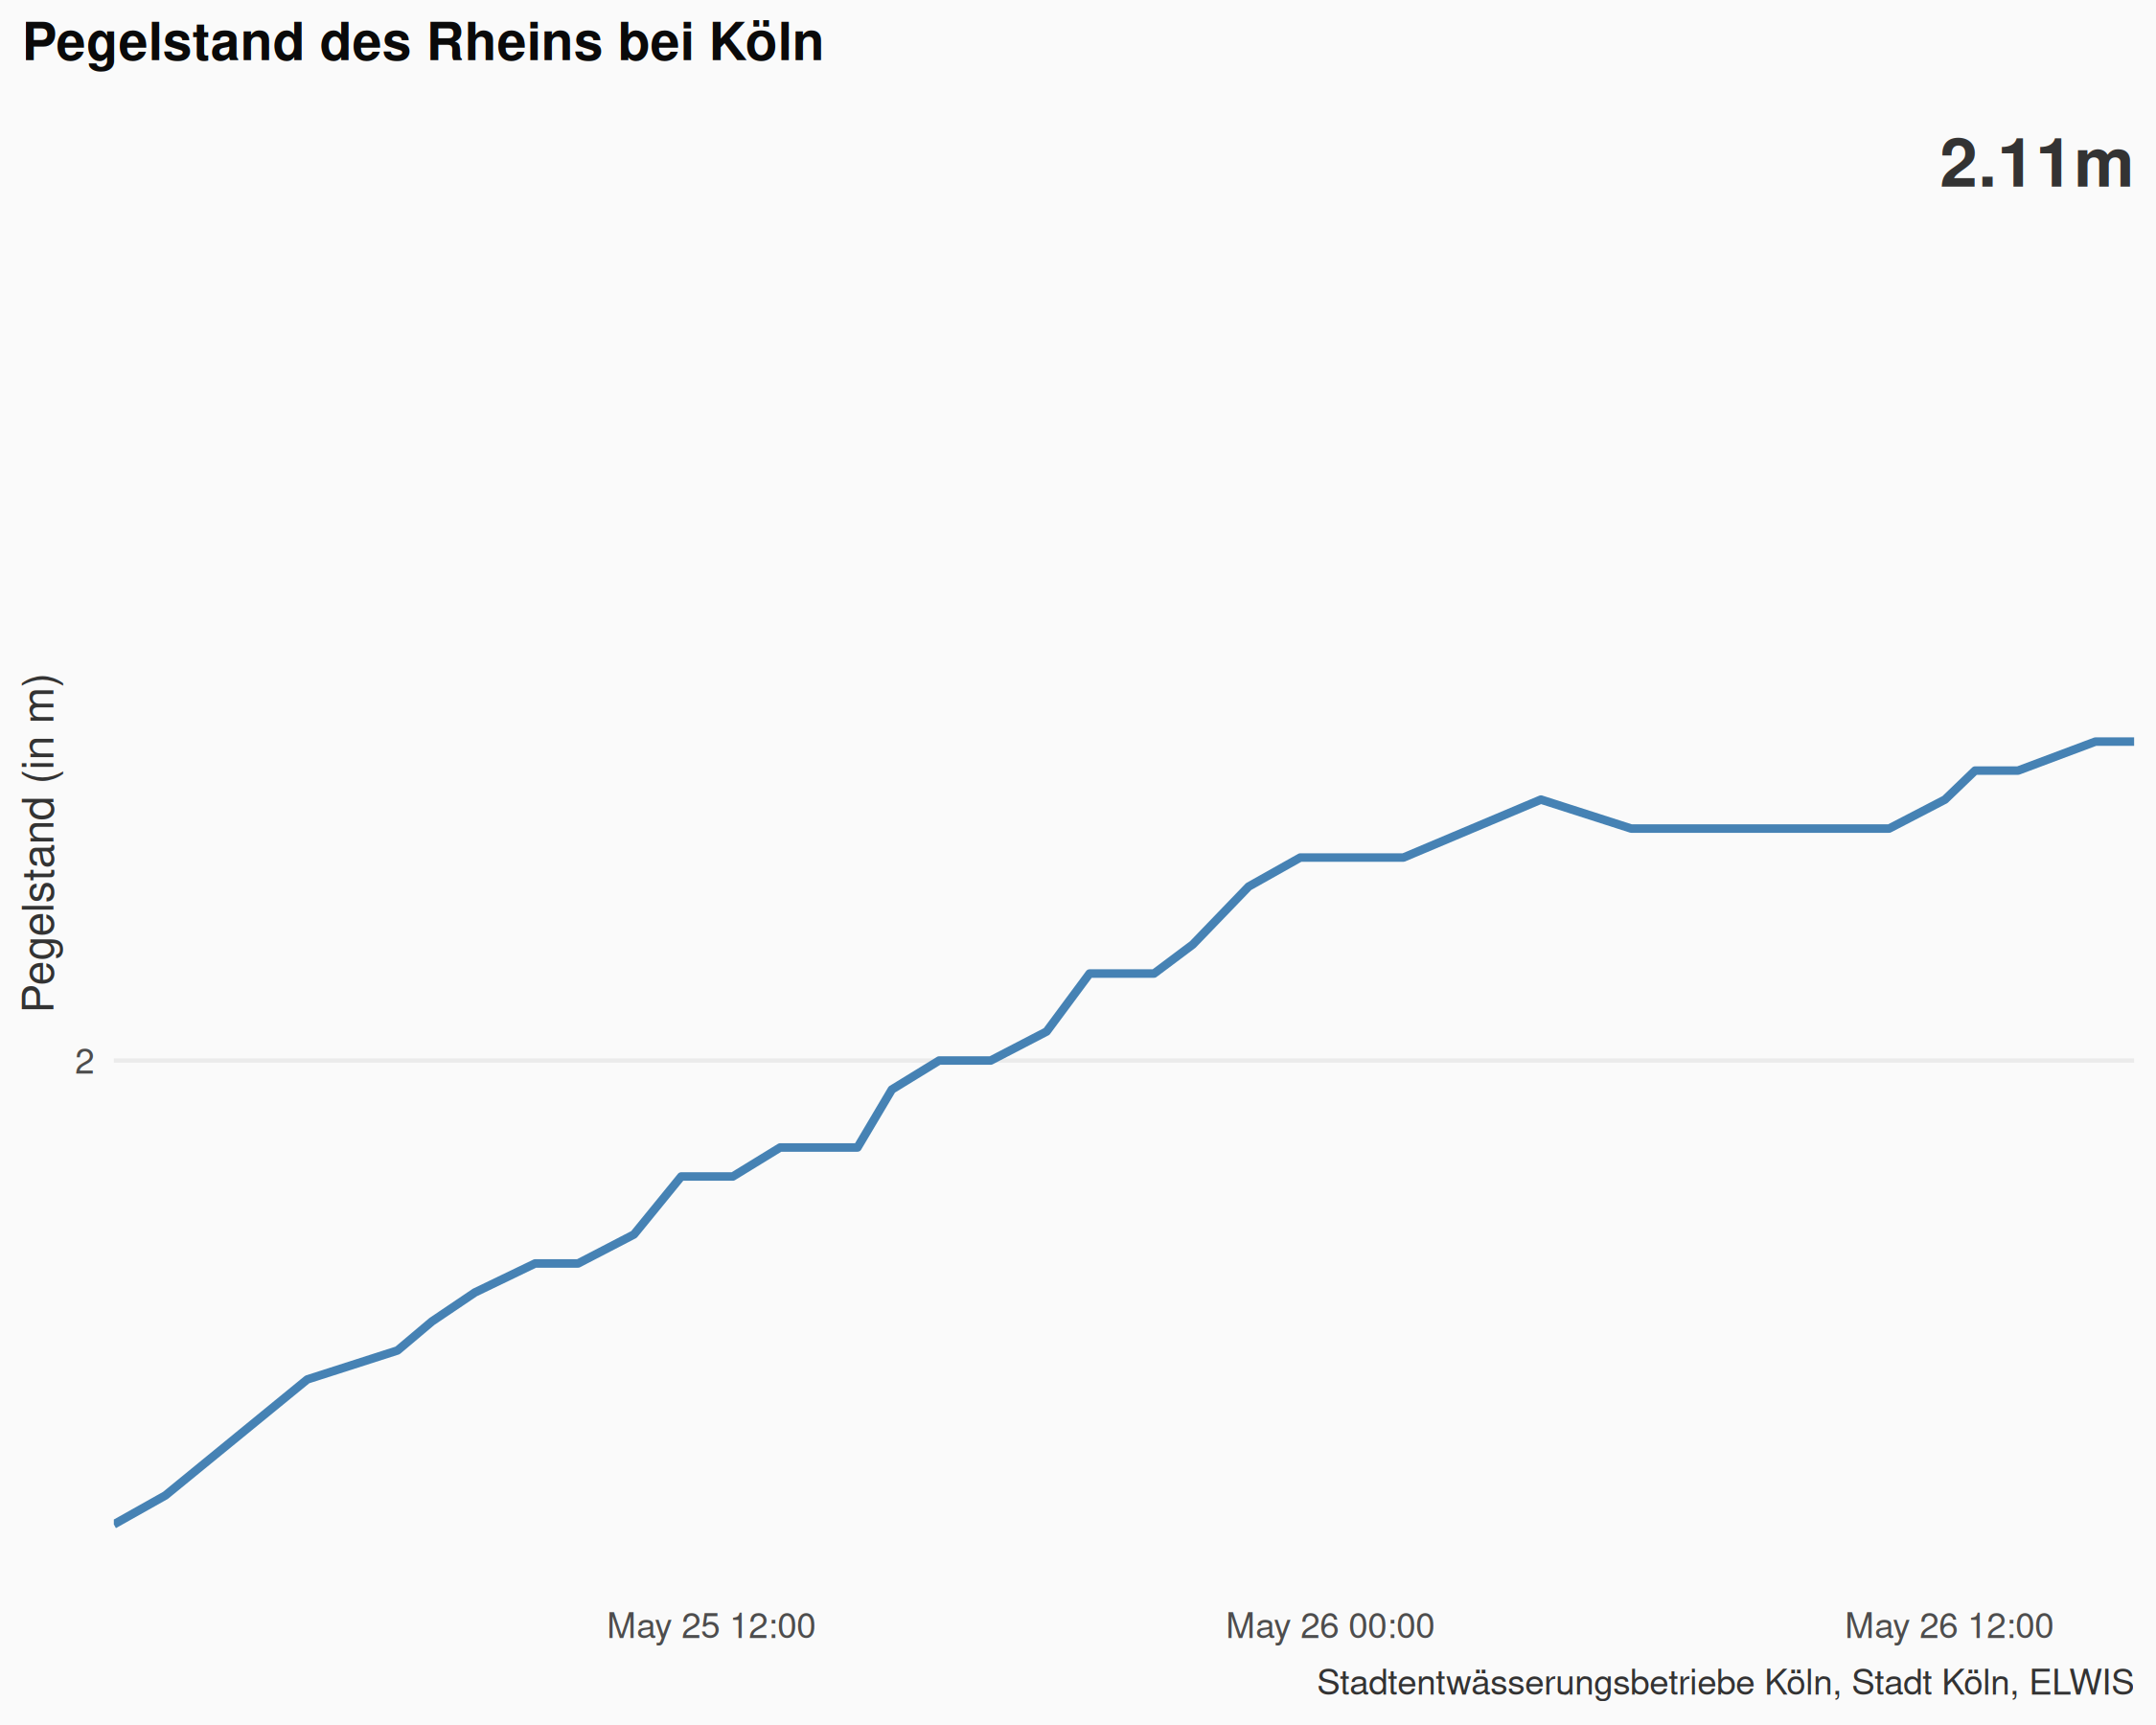 Pegelstand des Rheins bei Köln
2.11m
Pegelstand (in m)
2
May 25 12:00
May 26 00:00
May 26 12:00
Stadtentwässerungsbetriebe Köln, Stadt Köln, ELWIS